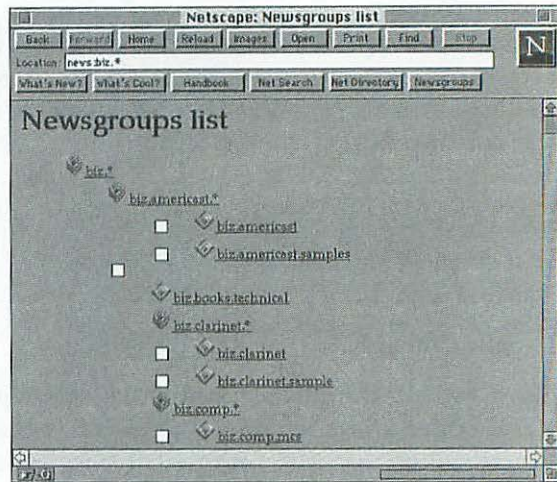 Netscape: Newsgroups list
Back Forward Home Reload Images Open Print Find Stop
Location: news:biz.*
N
What's New? What's Cool? Handbook Net Search Net Directory Newsgroups
Newsgroups list
biz.*
biz.americast.*
biz.americast
biz.americast.samples
biz.books.technical
biz.clarinet.*
biz.clarinet
biz.clarinet.sample
biz.comp.*
biz.comp.mcs